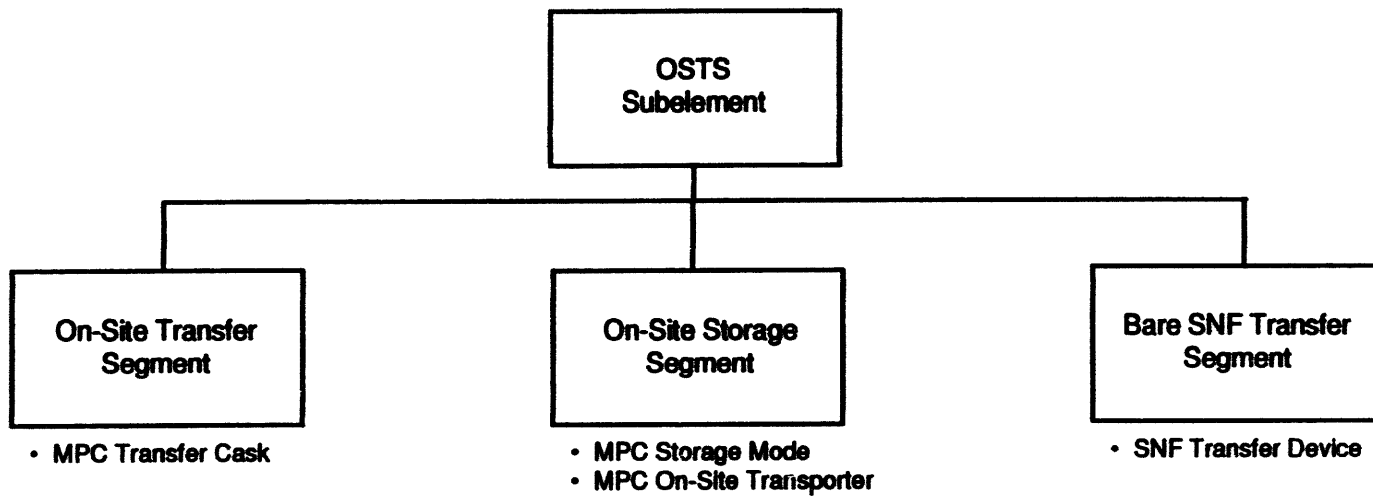 OSTS
Subelement
On-Site Transfer
Segment
On-Site Storage
Segment
Bare SNF Transfer
Segment
• MPC Transfer Cask
• MPC Storage Mode
• MPC On-Site Transporter
• SNF Transfer Device